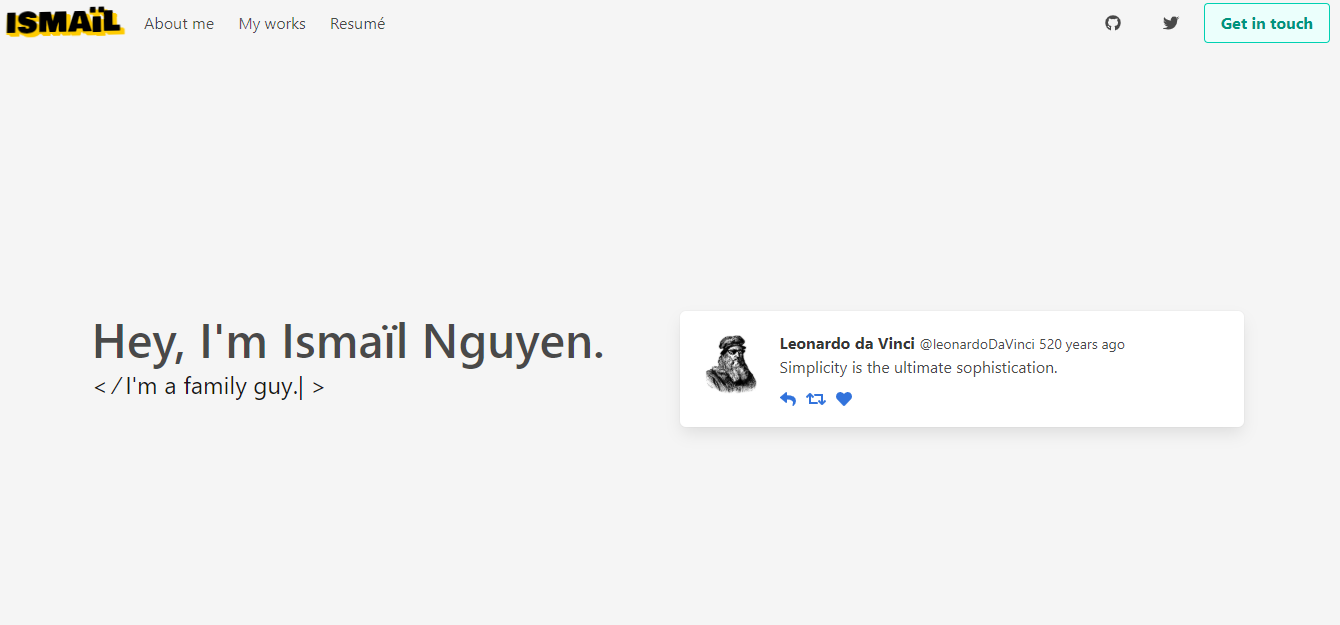 ISMAïL About me My works Resumé Get in touch
Hey, I'm Ismaïl Nguyen.
</I'm a family guy.| >
Leonardo da Vinci @leonardoDaVinci 520 years ago
Simplicity is the ultimate sophistication.